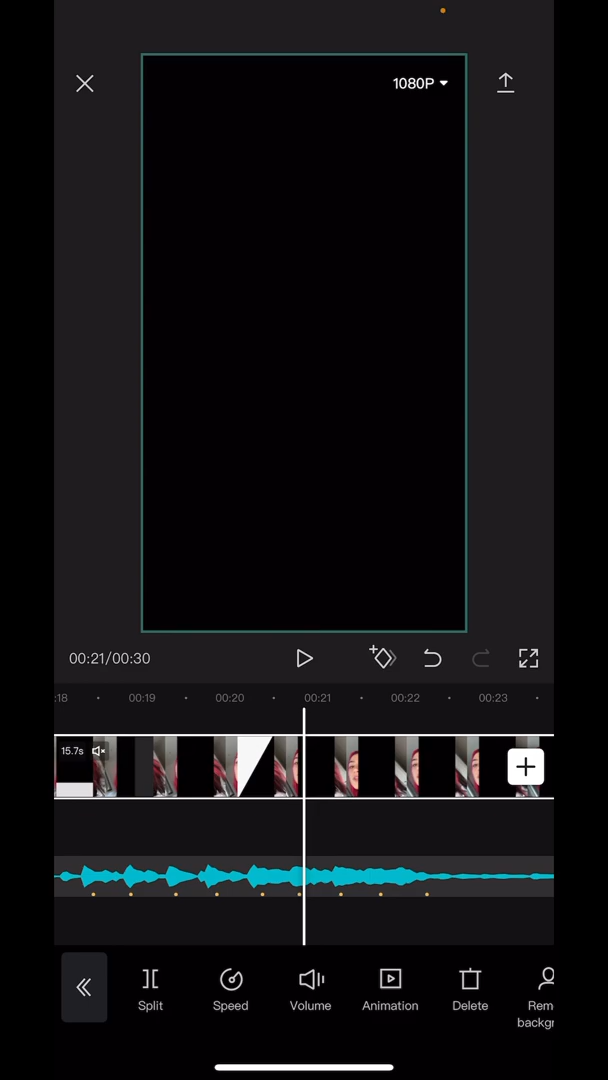 1080P
00:21/00:30
:18 00:19 00:20 00:21 00:22 00:23
15.7s
Split Speed Volume Animation Delete Rem
backgr